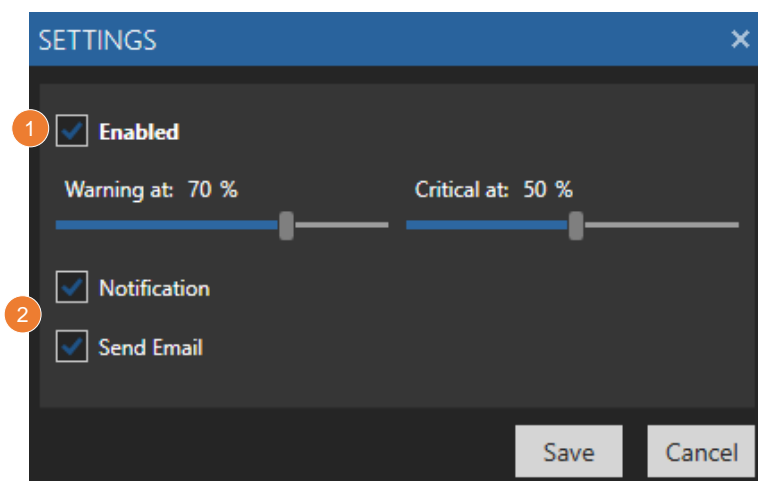 SETTINGS
1 Enabled
Warning at: 70 % Critical at: 50 %
Notification
2
Send Email
Save Cancel